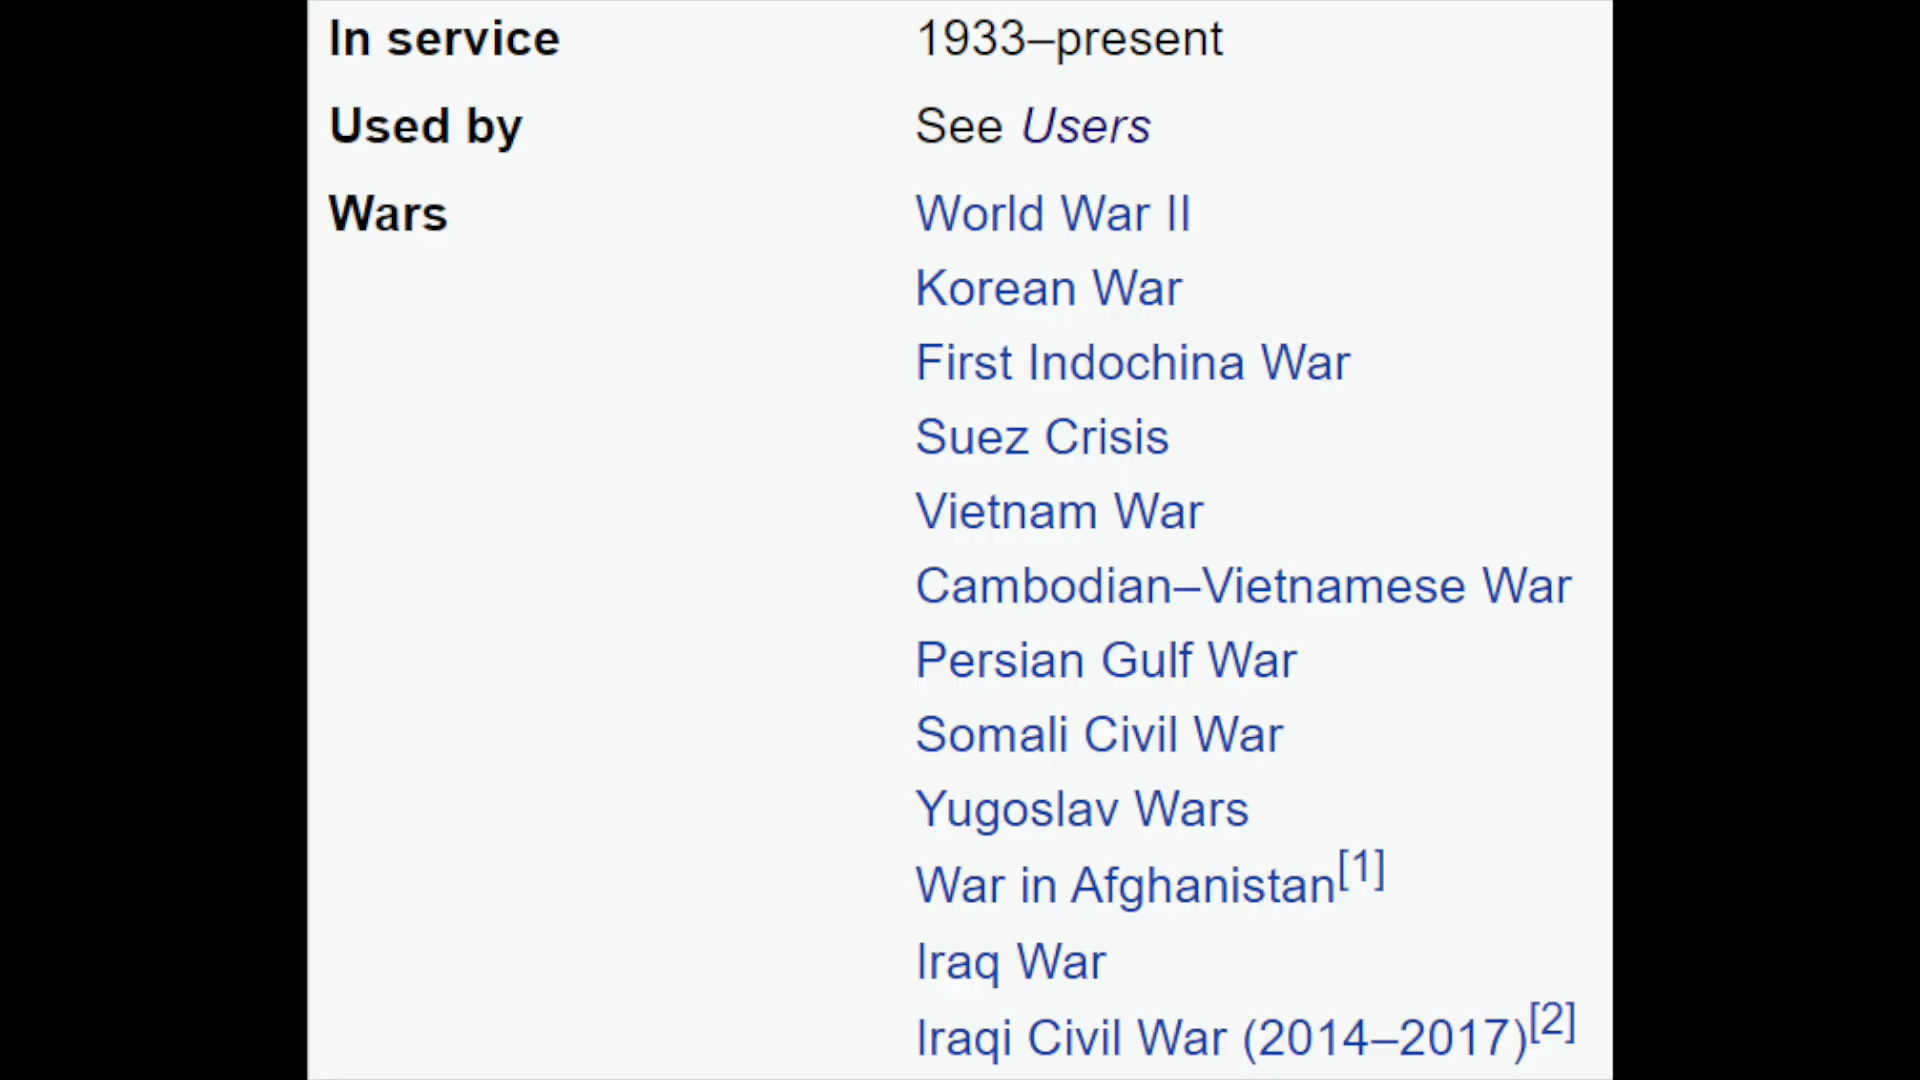 In service 1933–present
Used by See Users
Wars World War II
Korean War
First Indochina War
Suez Crisis
Vietnam War
Cambodian–Vietnamese War
Persian Gulf War
Somali Civil War
Yugoslav Wars
War in Afghanistan[1]
Iraq War
Iraqi Civil War (2014–2017)[2]